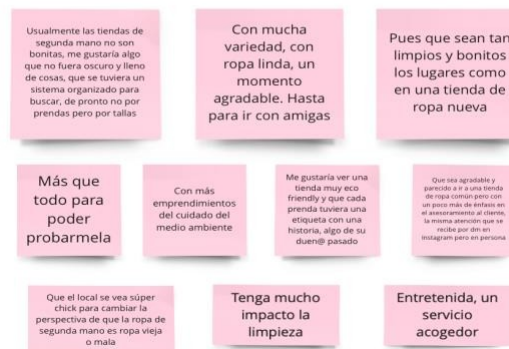 Usualmente las tiendas de
segunda mano no son
bonitas, me gustaría algo
que no fuera oscuro y lleno
de cosas, que se tuviera un
sistema organizado para
buscar, de pronto no por
prendas pero por tallas
Con mucha
variedad, con
ropa linda, un
momento
agradable. Hasta
para ir con amigas
Pues que sean tan
limpios y bonitos
los lugares como
en una tienda de
ropa nueva
Más que
todo para
poder
probarmela
Con más
emprendimientos
del cuidado del
medio ambiente
Me gustaría ver una
tienda muy eco
friendly y que cada
prenda tuviera una
etiqueta con una
historia, algo de su
duen@ pasado
Que sea agradable y
parecido a ir a una tienda
de ropa común pero con
un poco más de énfasis en
el asesoramiento al cliente,
la misma atención que se
recibe por dm en
instagram pero en persona
Que el local se vea súper
chick para cambiar la
perspectiva de que la ropa de
segunda mano es ropa vieja
o mala
Tenga mucho
impacto la
limpieza
Entretenida, un
servicio
acogedor